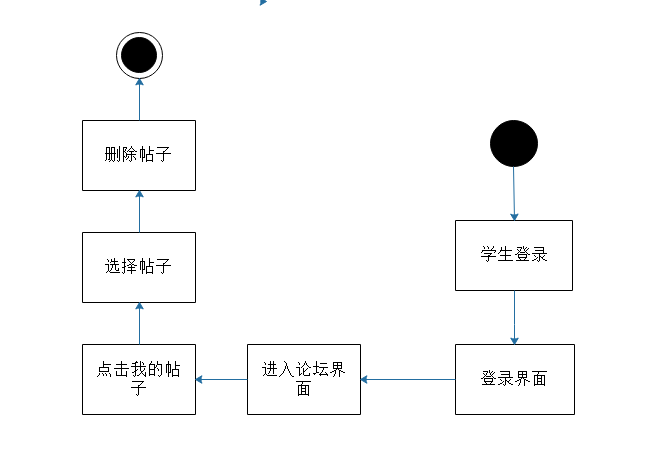 删除帖子
选择帖子
学生登录
点击我的帖
子
进入论坛界
面
登录界面